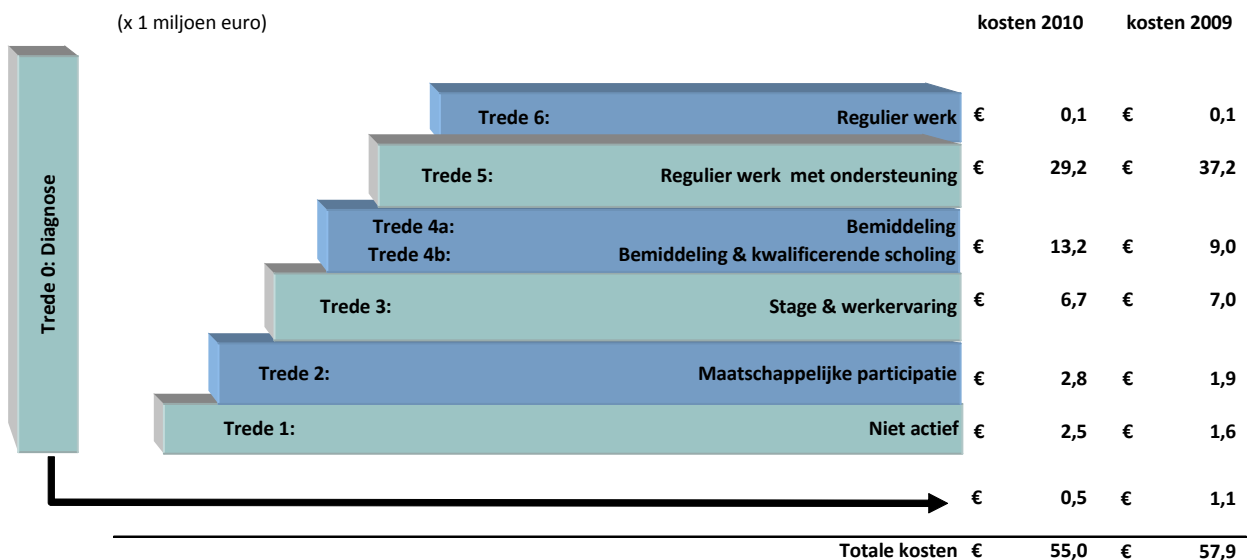 (x 1 miljoen euro) kosten 2010 kosten 2009
Trede 0: Diagnose
Trede 6: Regulier werk € 0,1 € 0,1
Trede 5: Regulier werk met ondersteuning € 29,2 € 37,2
Trede 4a: Bemiddeling
Trede 4b: Bemiddeling & kwalificerende scholing € 13,2 € 9,0
Trede 3: Stage & werkervaring € 6,7 € 7,0
Trede 2: Maatschappelijke participatie € 2,8 € 1,9
Trede 1: Niet actief € 2,5 € 1,6
€ 0,5 € 1,1
Totale kosten € 55,0 € 57,9